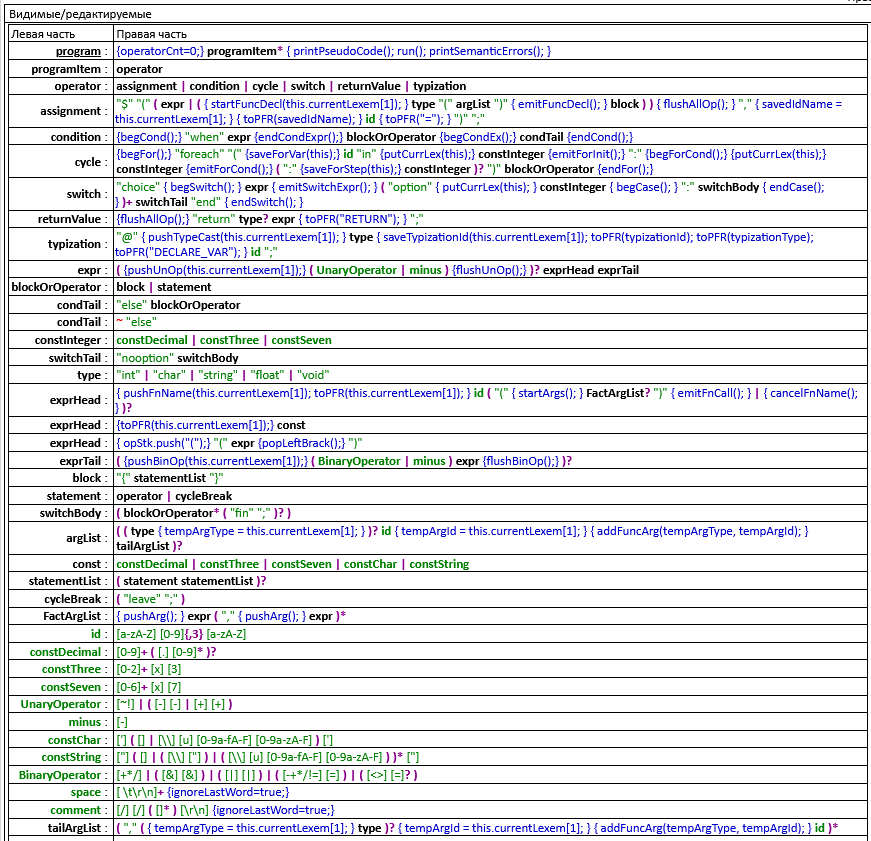 Видимые/редактируемые
Левая часть Правая часть
program : {operatorCnt=0;} programItem* { printPseudoCode(); run(); printSemanticErrors(); }
programItem : operator
operator : assignment | condition | cycle | switch | returnValue | typization
assignment : "$" "(" ( expr | ( { startFuncDecl(this.currentLexem[1]); } type "(" argList ")" { emitFuncDecl(); } block ) ) { flushAllOp(); } "," { savedIdName =
this.currentLexem[1]; } { toPFR(savedIdName); } id { toPFR("="); } ")" ";"
condition : {begCond();} "when" expr {endCondExpr();} blockOrOperator {begCondEx();} condTail {endCond();}
cycle : {begFor();} "foreach" "(" {saveForVar(this);} id "in" {putCurrLex(this);} constInteger {emitForInit();} ":" {begForCond();} {putCurrLex(this);}
constInteger {emitForCond();} ( ":" {saveForStep(this);} constInteger )? ")" blockOrOperator {endFor();}
switch : "choice" { begSwitch(); } expr { emitSwitchExpr(); } ( "option" { putCurrLex(this); } constInteger { begCase(); } ":" switchBody { endCase();
} )+ switchTail "end" { endSwitch(); }
returnValue : {flushAllOp();} "return" type? expr { toPFR("RETURN"); } ";"
typization : "@" { pushTypeCast(this.currentLexem[1]); } type { saveTypizationId(this.currentLexem[1]); toPFR(typizationId); toPFR(typizationType);
toPFR("DECLARE_VAR"); } id ";"
expr : ( {pushUnOp(this.currentLexem[1]);} ( UnaryOperator | minus ) {flushUnOp();} )? exprHead exprTail
blockOrOperator : block | statement
condTail : "else" blockOrOperator
condTail : ~ "else"
constInteger : constDecimal | constThree | constSeven
switchTail : "nooption" switchBody
type : "int" | "char" | "string" | "float" | "void"
exprHead : { pushFnName(this.currentLexem[1]); toPFR(this.currentLexem[1]); } id ( "(" { startArgs(); } FactArgList? ")" { emitFnCall(); } | { cancelFnName();
} )?
exprHead : {toPFR(this.currentLexem[1]);} const
exprHead : { opStk.push("(");} "(" expr {popLeftBrack();} ")"
exprTail : ( {pushBinOp(this.currentLexem[1]);} ( BinaryOperator | minus ) expr {flushBinOp();} )?
block : "{" statementList "}"
statement : operator | cycleBreak
switchBody : ( blockOrOperator* ( "fin" ";" )? )
argList : ( ( type { tempArgType = this.currentLexem[1]; } )? id { tempArgId = this.currentLexem[1]; } { addFuncArg(tempArgType, tempArgId); }
tailArgList )?
const : constDecimal | constThree | constSeven | constChar | constString
statementList : ( statement statementList )?
cycleBreak : ( "leave" ";" )
FactArgList : { pushArg(); } expr ( "," { pushArg(); } expr )*
id : [a-zA-Z] [0-9]{,3} [a-zA-Z]
constDecimal : [0-9]+ ( [.] [0-9]* )?
constThree : [0-2]+ [x] [3]
constSeven : [0-6]+ [x] [7]
UnaryOperator : [~!] | ( [-] [-] | [+] [+] )
minus : [-]
constChar : ['] ( [] | [\\] [u] [0-9a-fA-F] [0-9a-zA-F] ) [']
constString : ["] ( [] | ( [\\] ["] ) | ( [\\] [u] [0-9a-fA-F] [0-9a-zA-F] ) )* ["]
BinaryOperator : [+*/] | ( [&] [&] ) | ( [|] [|] ) | ( [-+*/!=] [=] ) | ( [<>] [=]? )
space : [ \t\r\n]+ {ignoreLastWord=true;}
comment : [/] [/] ( []* ) [\r\n] {ignoreLastWord=true;}
tailArgList : ( "," ( { tempArgType = this.currentLexem[1]; } type )? { tempArgId = this.currentLexem[1]; } { addFuncArg(tempArgType, tempArgId); } id )*